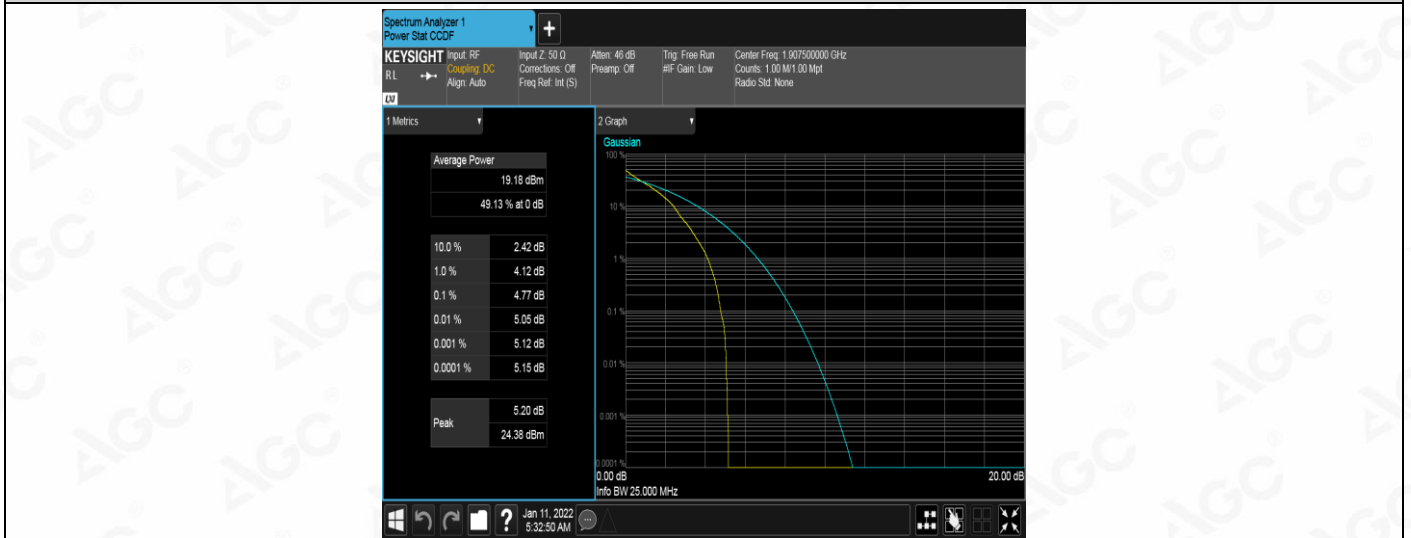 Spectrum Analyzer 1
Power Stat CCDF
+
KEYSIGHT
RL
LXI
Input: RF
Coupling: DC
Align: Auto
Input Z: 50 Ω
Corrections: Off
Freq Ref: Int (S)
Atten: 46 dB
Preamp: Off
Trig: Free Run
#IF Gain: Low
Center Freq: 1.907500000 GHz
Counts: 1.00 M/1.00 Mpt
Radio Std: None
1 Metrics
Average Power
19.18 dBm
49.13 % at 0 dB
10.0 % 2.42 dB
1.0 % 4.12 dB
0.1 % 4.77 dB
0.01 % 5.05 dB
0.001 % 5.12 dB
0.0001 % 5.15 dB
Peak
5.20 dB
24.38 dBm
2 Graph
Gaussian
100 %
10 %
1 %
0.1 %
0.01 %
0.001 %
0.0001 %
0.00 dB 20.00 dB
Info BW 25.000 MHz
?
Jan 11, 2022
5:32:50 AM
AGC